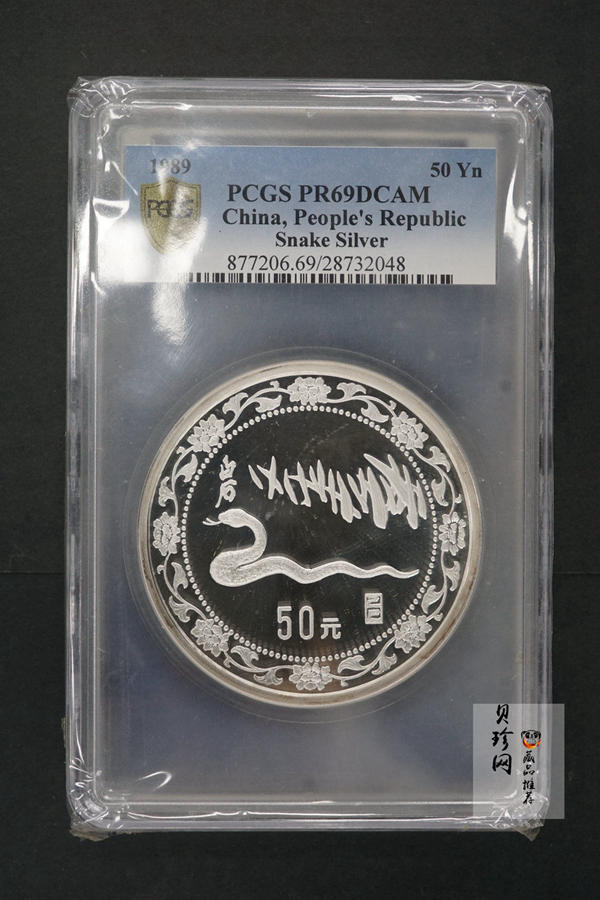 1989
50 Yn
PCGS
PCGS PR69DCAM
China, People's Republic
Snake Silver
877206.69/28732048
50元
贝珍网
藏品推荐